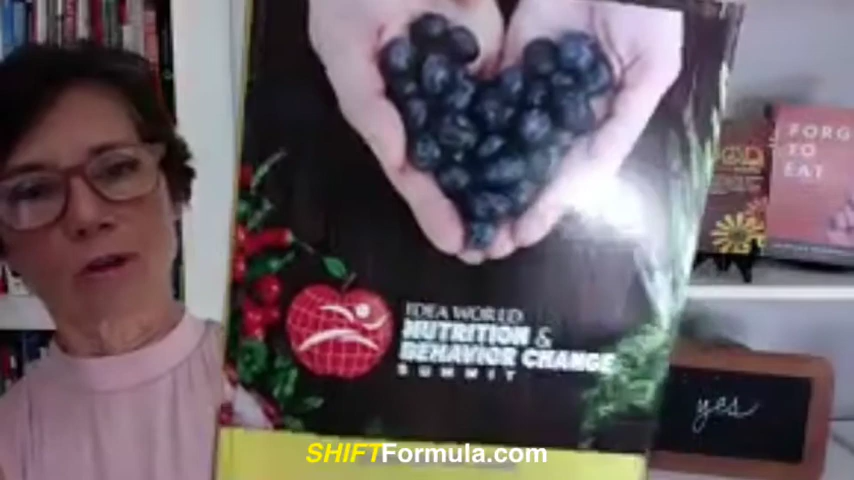 IDEA WORLD
NUTRITION &
BEHAVIOR CHANGE
SUMMIT
FORG
TO
EAT
yes
SHIFTFormula.com